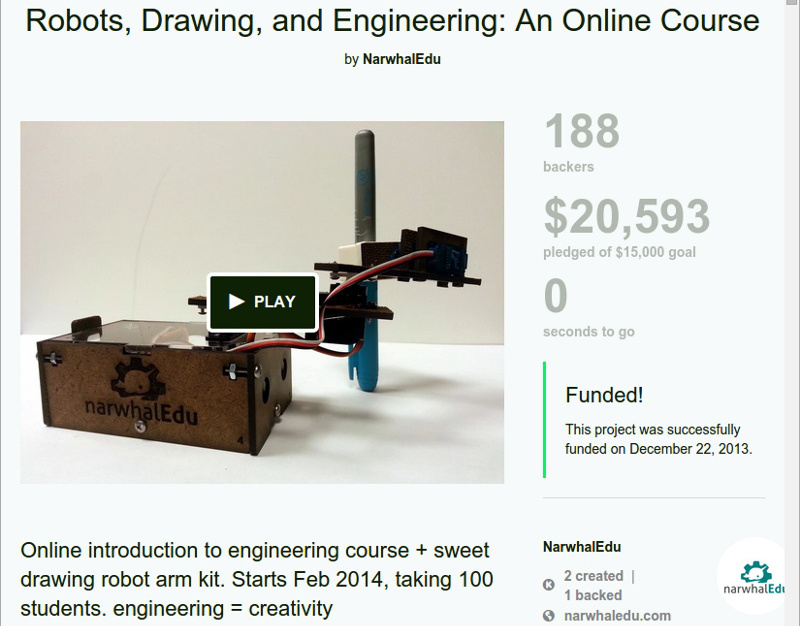 Robots, Drawing, and Engineering: An Online Course
by NarwhalEdu
188
backers
$20,593
pledged of $15,000 goal
0
seconds to go
PLAY
narwhalEdu
4
Funded!
This project was successfully
funded on December 22, 2013.
Online introduction to engineering course + sweet
drawing robot arm kit. Starts Feb 2014, taking 100
students. engineering = creativity
NarwhalEdu
2 created |
1 backed
narwhaledu.com
narwhalEdu